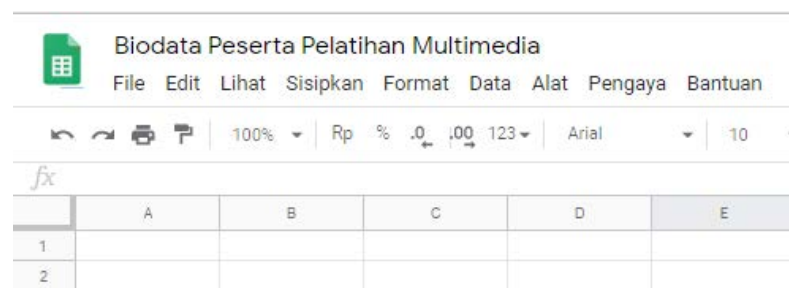 Biodata Peserta Pelatihan Multimedia
File Edit Lihat Sisipkan Format Data Alat Pengaya Bantuan
100% Rp % .0 .00 123 Arial 10
fx
A B C D E
1
2